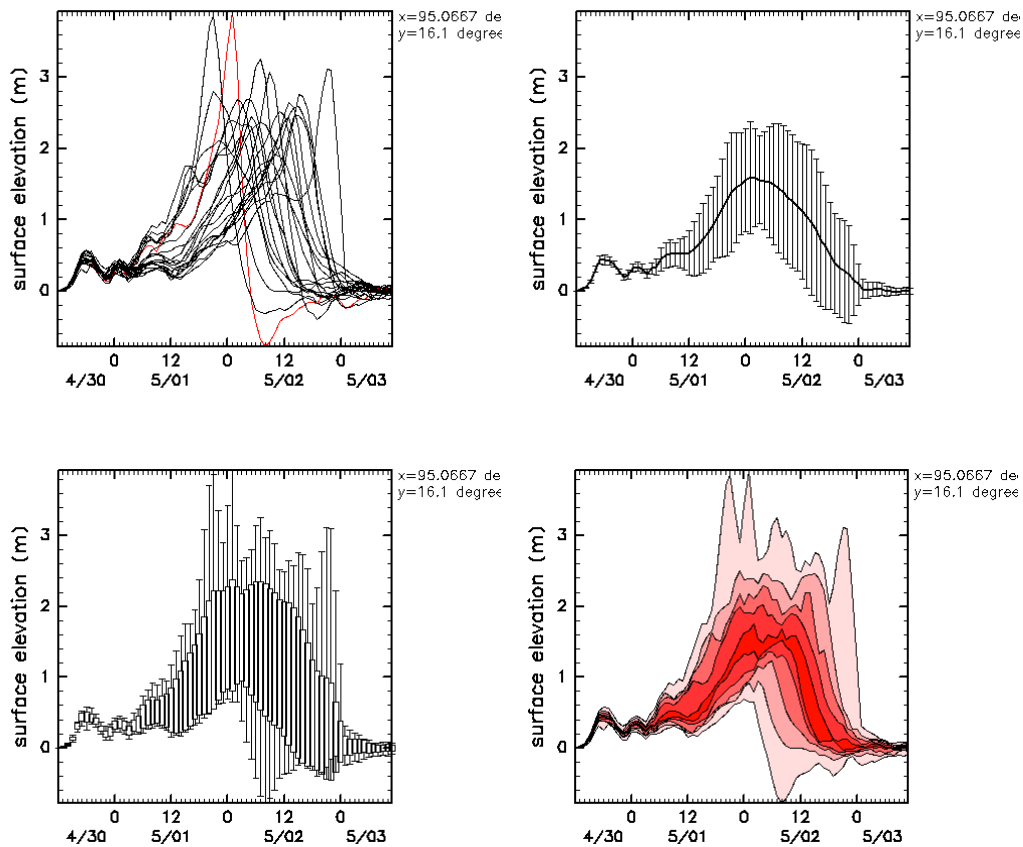 x=95.0667 de
y=16.1 degree
surface elevation (m)
3
2
1
0
0 12 0 12 0
4/30 5/01 5/02 5/03
x=95.0667 de
y=16.1 degree
surface elevation (m)
3
2
1
0
0 12 0 12 0
4/30 5/01 5/02 5/03
x=95.0667 de
y=16.1 degree
surface elevation (m)
3
2
1
0
0 12 0 12 0
4/30 5/01 5/02 5/03
x=95.0667 de
y=16.1 degree
surface elevation (m)
3
2
1
0
0 12 0 12 0
4/30 5/01 5/02 5/03